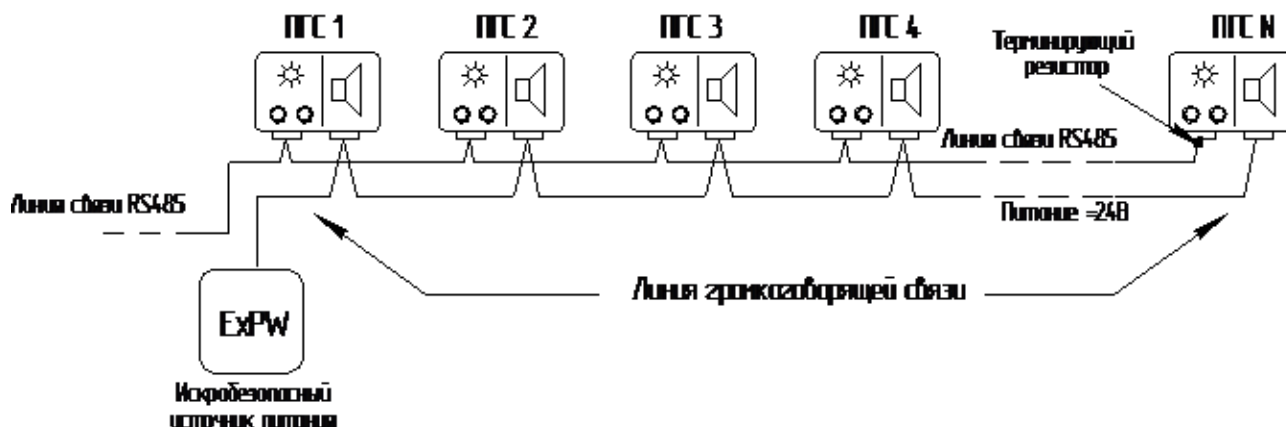 ПГС 1
ПГС 2
ПГС 3
ПГС 4
ПГС N
Терминирующий
резистор
Линия связи RS485
Линия связи RS485
Питание =24В
Линия громкоговорящей связи
ExPW
Искробезопасный
источник питания